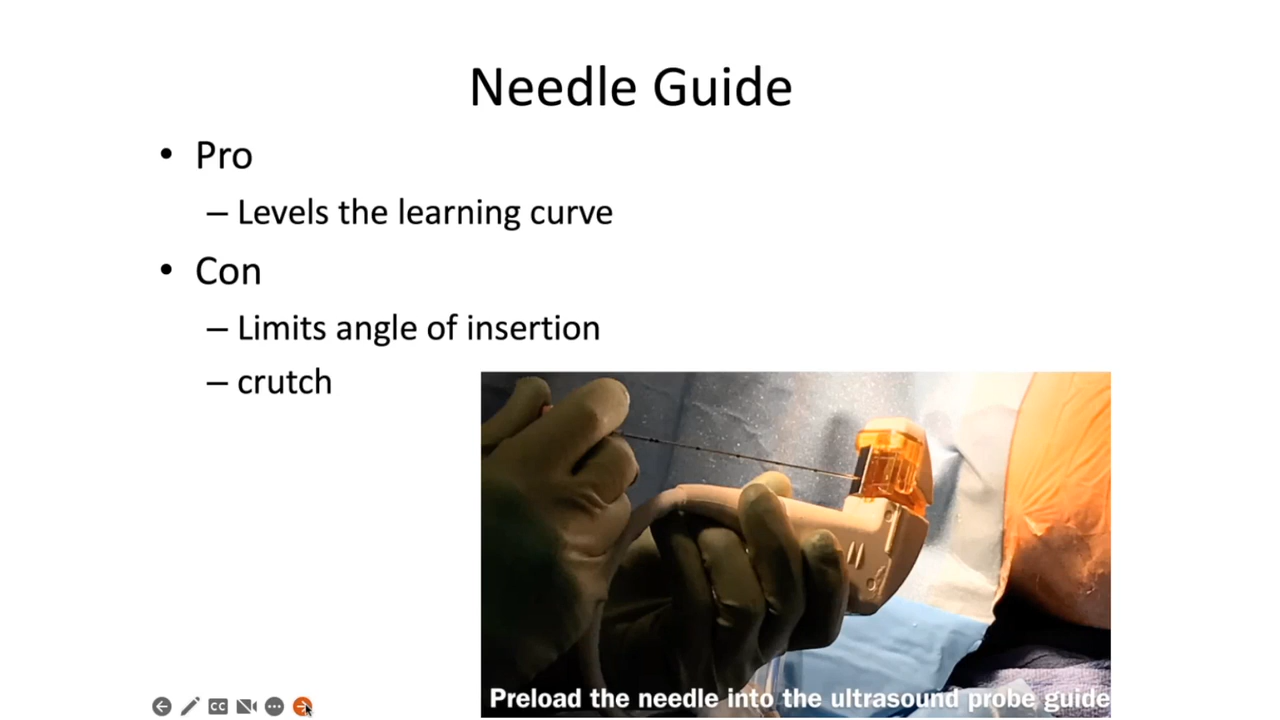 Needle Guide
• Pro
– Levels the learning curve
• Con
– Limits angle of insertion
– crutch
Preload the needle into the ultrasound probe guide
CC